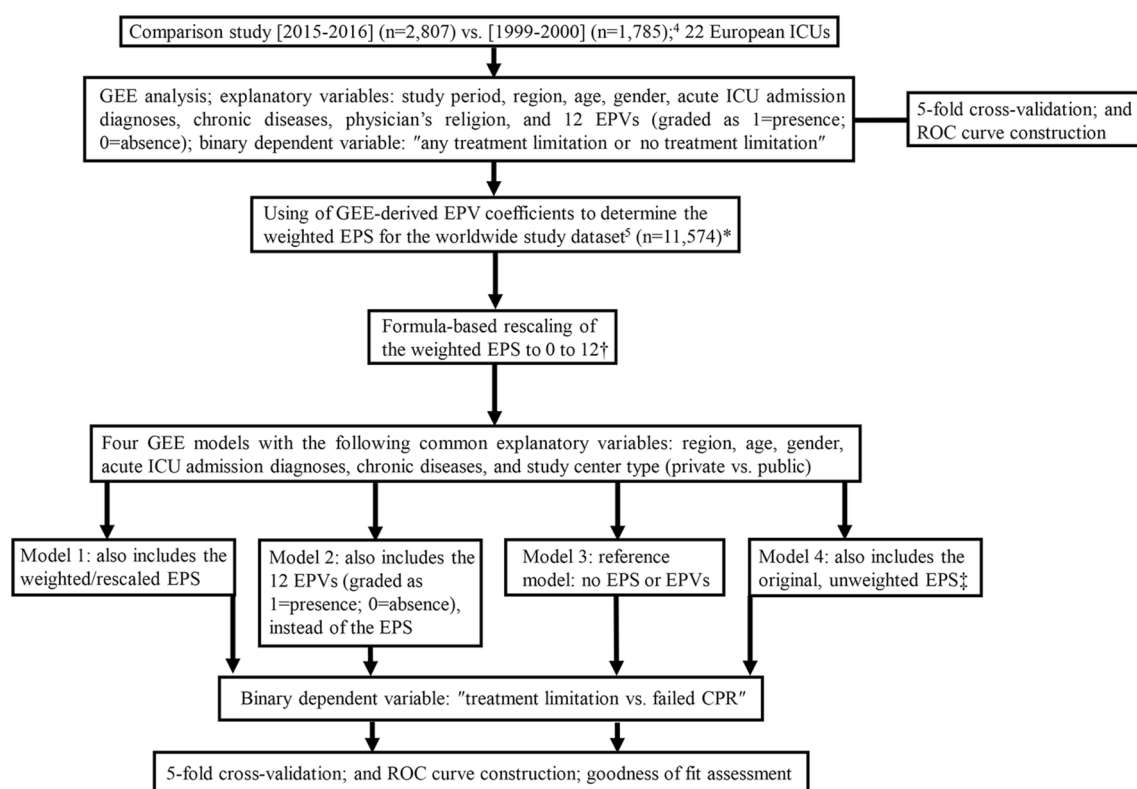 Comparison study [2015-2016] (n=2,807) vs. [1999-2000] (n=1,785);⁴ 22 European ICUs
GEE analysis; explanatory variables: study period, region, age, gender, acute ICU admission
diagnoses, chronic diseases, physician's religion, and 12 EPVs (graded as 1=presence;
0=absence); binary dependent variable: "any treatment limitation or no treatment limitation"
5-fold cross-validation; and
ROC curve construction
Using of GEE-derived EPV coefficients to determine the
weighted EPS for the worldwide study dataset⁵ (n=11,574)*
Formula-based rescaling of
the weighted EPS to 0 to 12†
Four GEE models with the following common explanatory variables: region, age, gender,
acute ICU admission diagnoses, chronic diseases, and study center type (private vs. public)
Model 1: also includes the
weighted/rescaled EPS
Model 2: also includes the
12 EPVs (graded as
1=presence; 0=absence),
instead of the EPS
Model 3: reference
model: no EPS or EPVs
Model 4: also includes the
original, unweighted EPS‡
Binary dependent variable: "treatment limitation vs. failed CPR"
5-fold cross-validation; and ROC curve construction; goodness of fit assessment